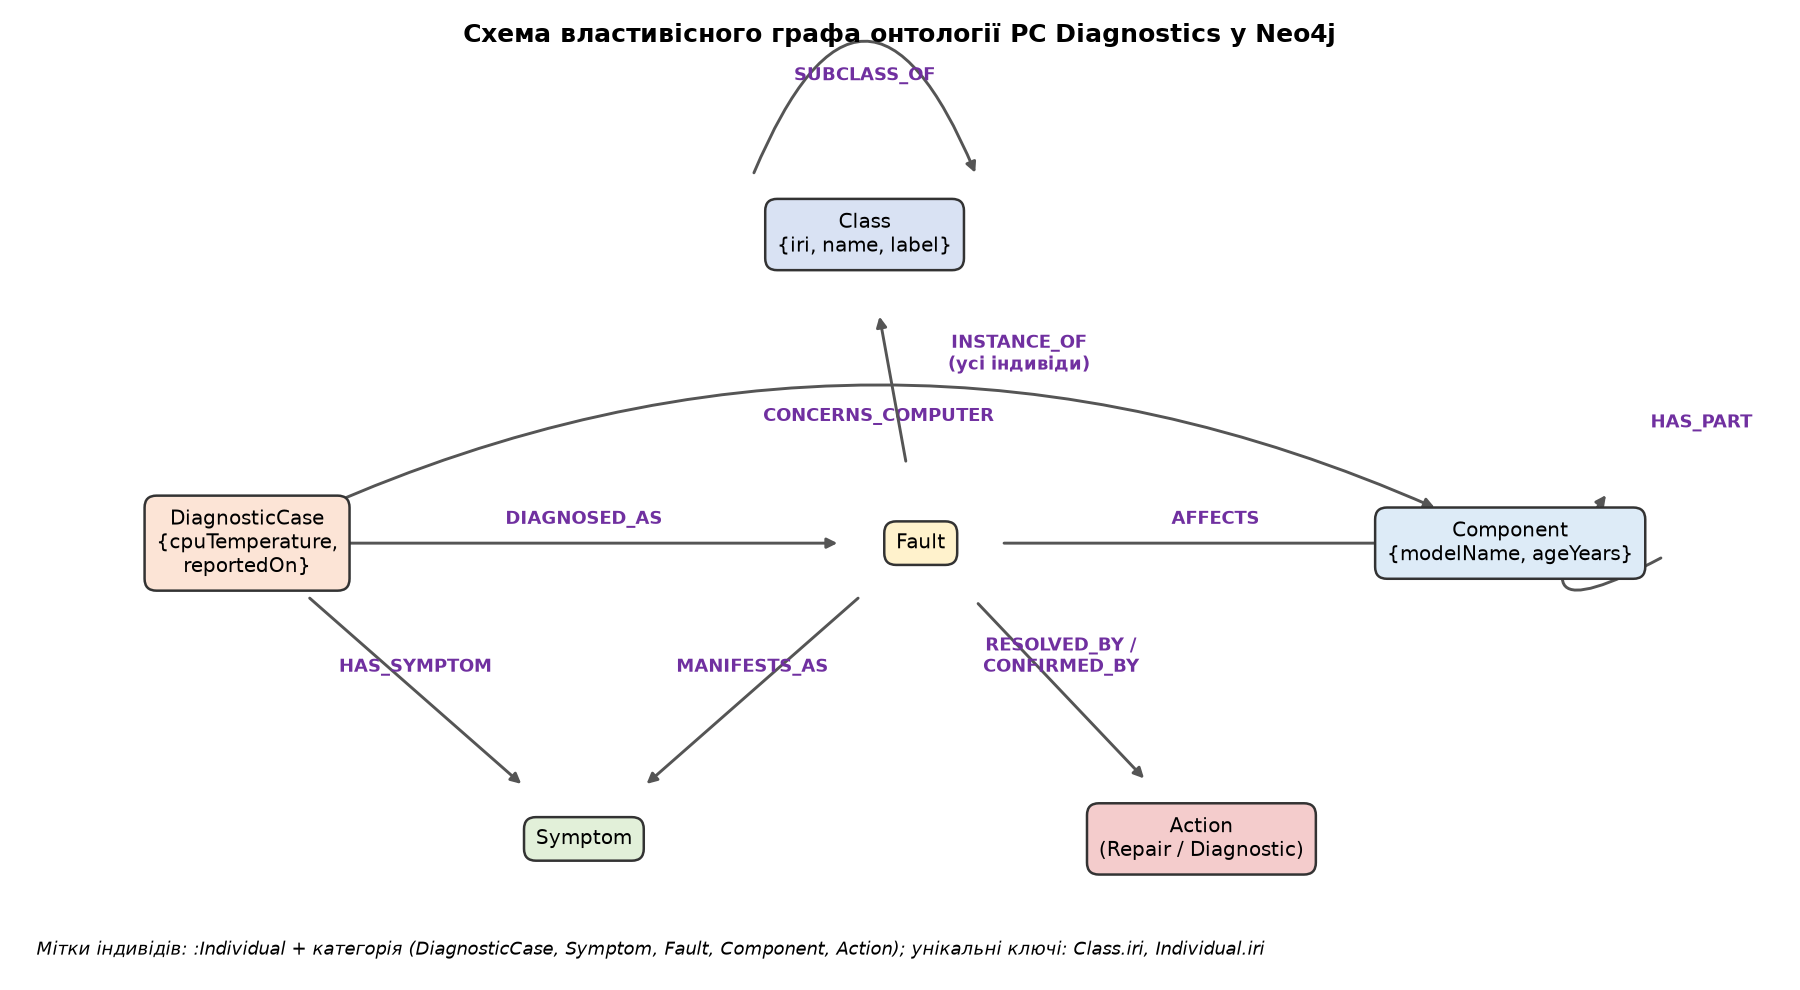 Схема властивісного графа онтології PC Diagnostics у Neo4j
SUBCLASS_OF
Class
{iri, name, label}
INSTANCE_OF
(усі індивіди)
CONCERNS_COMPUTER
HAS_PART
DiagnosticCase
{cpuTemperature,
reportedOn}
DIAGNOSED_AS
Fault
AFFECTS
Component
{modelName, ageYears}
HAS_SYMPTOM
MANIFESTS_AS
RESOLVED_BY /
CONFIRMED_BY
Symptom
Action
(Repair / Diagnostic)
Мітки індивідів: :Individual + категорія (DiagnosticCase, Symptom, Fault, Component, Action); унікальні ключі: Class.iri, Individual.iri